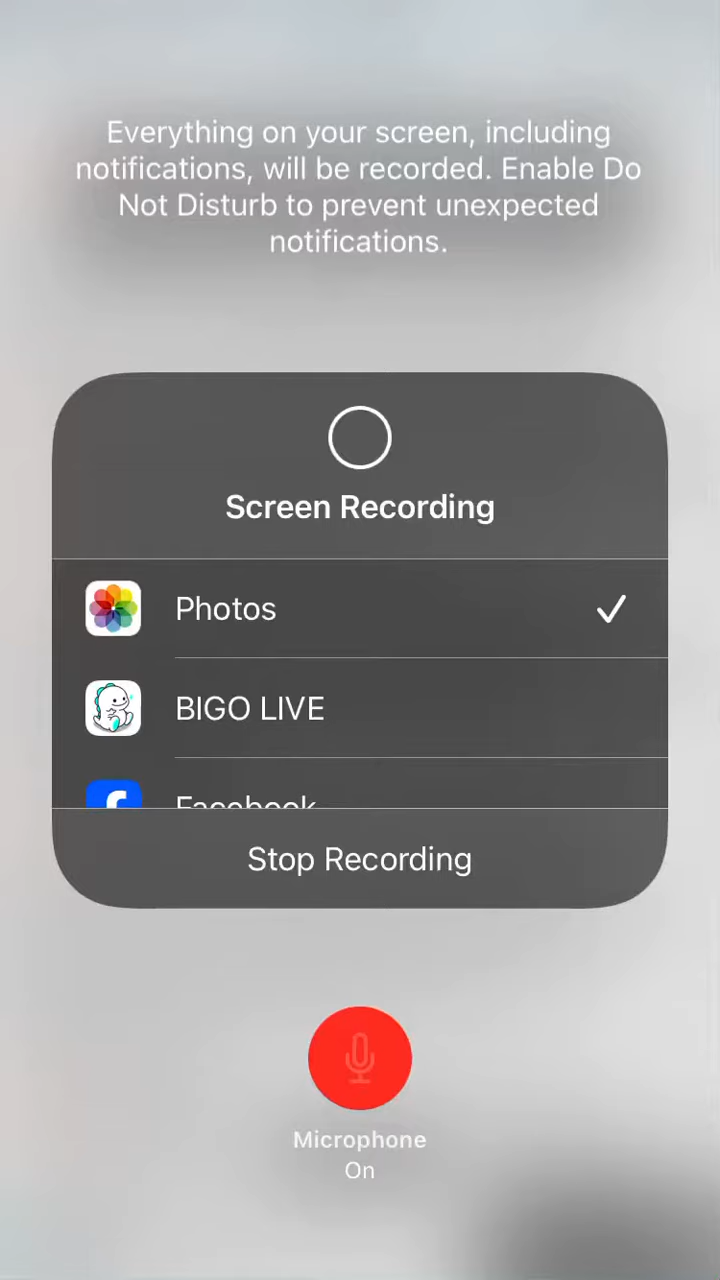 Everything on your screen, including
notifications, will be recorded. Enable Do
Not Disturb to prevent unexpected
notifications.
Screen Recording
Photos
BIGO LIVE
Facebook
Stop Recording
Microphone
On